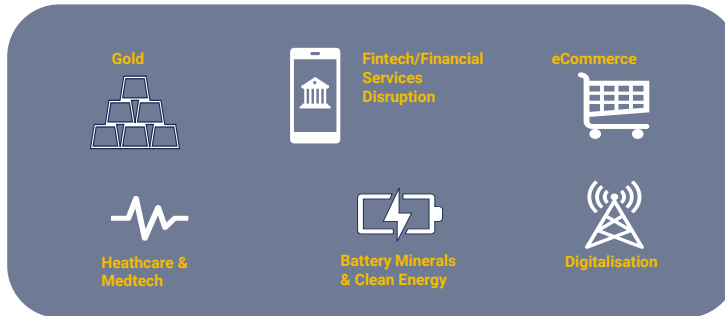 Gold
Fintech/Financial
Services
Disruption
eCommerce
Heathcare &
Medtech
Battery Minerals
& Clean Energy
Digitalisation